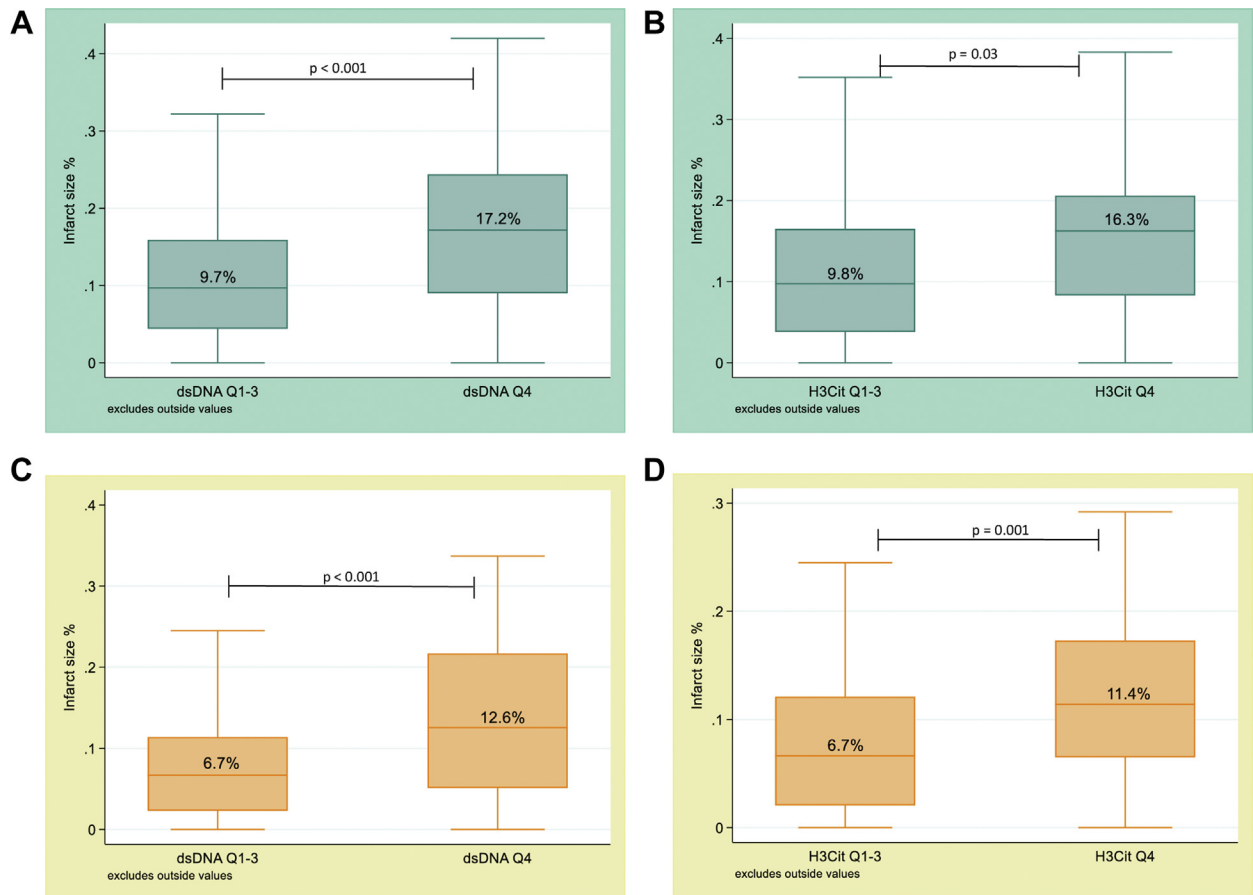 A
Infarct size %
.4
.3
.2
.1
0
p < 0.001
9.7%
17.2%
dsDNA Q1-3
dsDNA Q4
excludes outside values
B
Infarct size %
.4
.3
.2
.1
0
p = 0.03
9.8%
16.3%
H3Cit Q1-3
H3Cit Q4
excludes outside values
C
Infarct size %
.4
.3
.2
.1
0
p < 0.001
6.7%
12.6%
dsDNA Q1-3
dsDNA Q4
excludes outside values
D
Infarct size %
.3
.2
.1
0
p = 0.001
6.7%
11.4%
H3Cit Q1-3
H3Cit Q4
excludes outside values